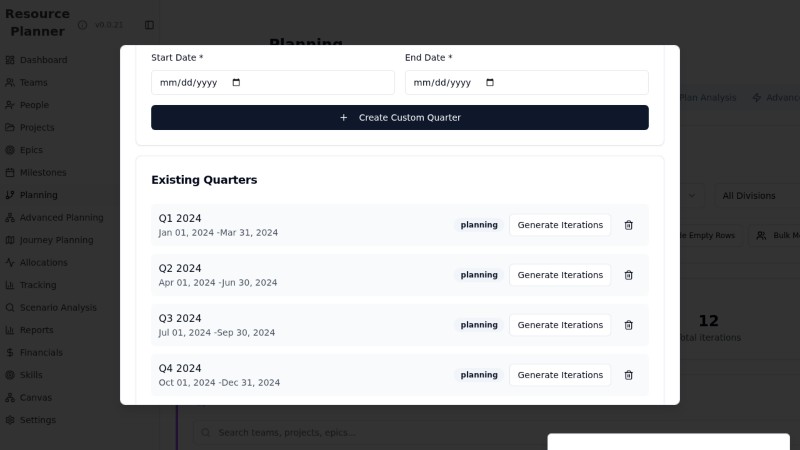 Resource
Planner
v0.0.21
Dashboard
Teams
People
Projects
Epics
Milestones
Planning
Advanced Planning
Journey Planning
Allocations
Tracking
Scenario Analysis
Reports
Financials
Skills
Canvas
Settings
Planning
Plan Analysis
All Divisions
Empty Rows
12
Search teams, projects, epics...
Start Date *
End Date *
mm/dd/yyyy
mm/dd/yyyy
Create Custom Quarter
Existing Quarters
Q1 2024
Jan 01, 2024 -Mar 31, 2024
planning
Generate Iterations
Q2 2024
Apr 01, 2024 -Jun 30, 2024
planning
Generate Iterations
Q3 2024
Jul 01, 2024 -Sep 30, 2024
planning
Generate Iterations
Q4 2024
Oct 01, 2024 -Dec 31, 2024
planning
Generate Iterations